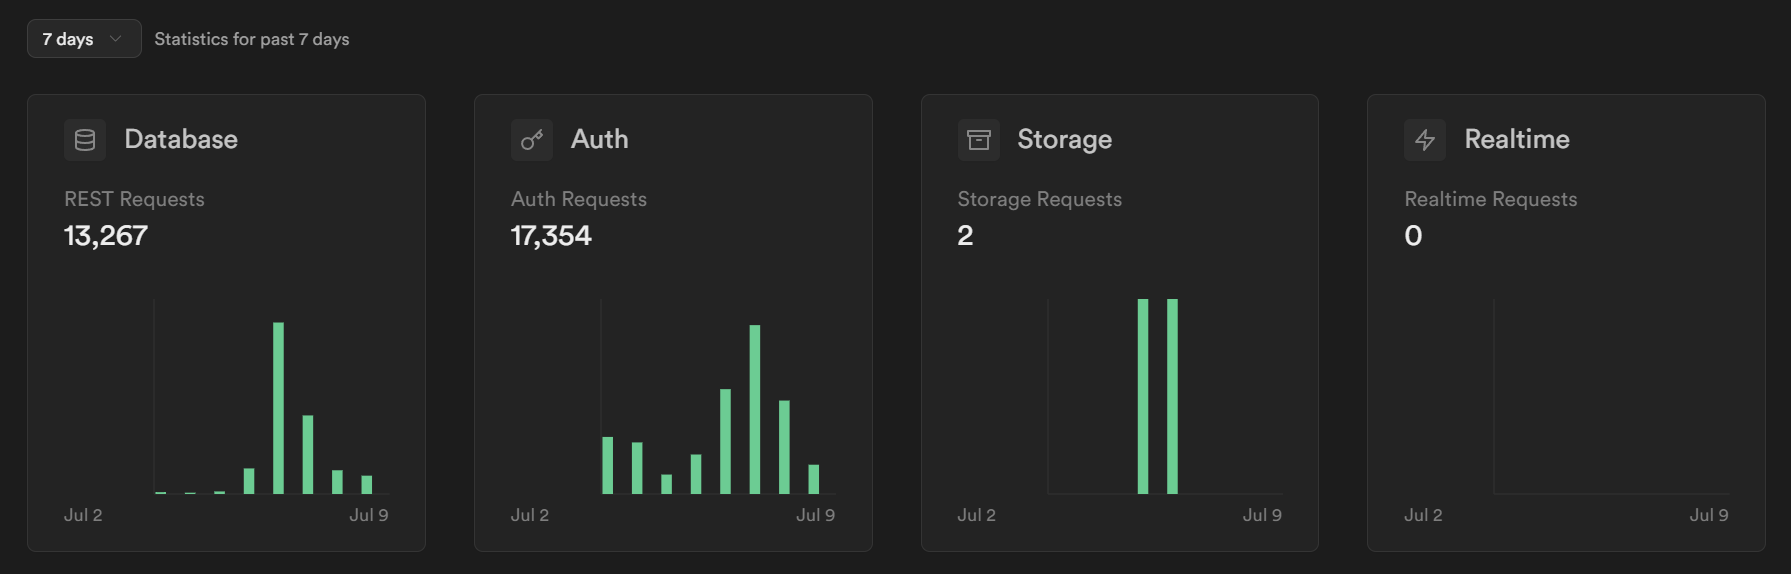 7 days
Statistics for past 7 days
Database
REST Requests
13,267
Jul 2
Jul 9
Auth
Auth Requests
17,354
Jul 2
Jul 9
Storage
Storage Requests
2
Jul 2
Jul 9
Realtime
Realtime Requests
0
Jul 2
Jul 9